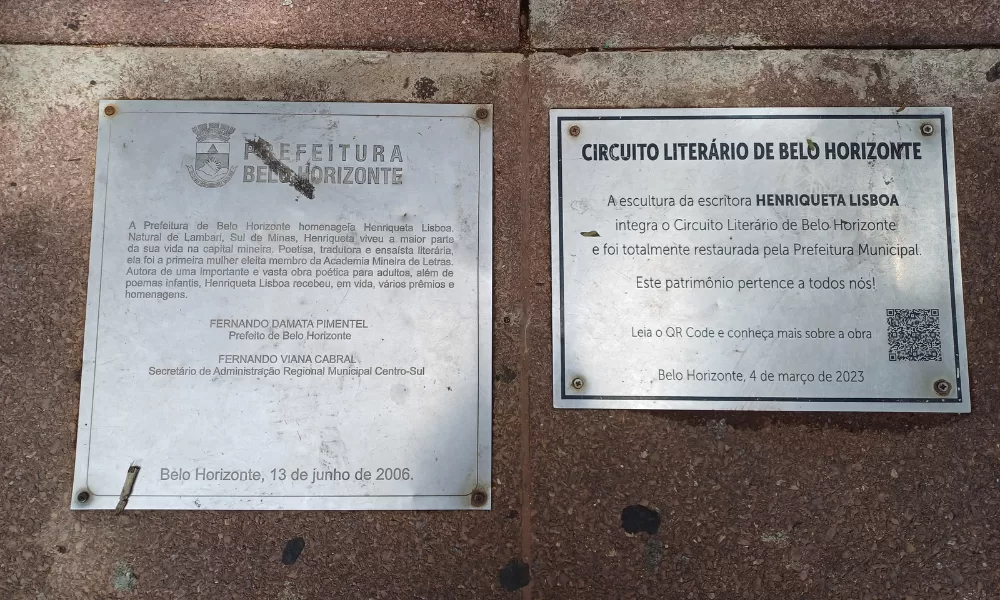 PREFEITURA
BELO HORIZONTE
A Prefeitura de Belo Horizonte homenageia Henriqueta Lisboa.
Natural de Lambari, Sul de Minas, Henriqueta viveu a maior parte
da sua vida na capital mineira. Poetisa, tradutora e ensaísta literária,
ela foi a primeira mulher eleita membro da Academia Mineira de Letras.
Autora de uma importante e vasta obra poética para adultos, além de
poemas infantis, Henriqueta Lisboa recebeu, em vida, vários prêmios e
homenagens.
FERNANDO DAMATA PIMENTEL
Prefeito de Belo Horizonte
FERNANDO VIANA CABRAL
Secretário de Administração Regional Municipal Centro-Sul
Belo Horizonte, 13 de junho de 2006.
CIRCUITO LITERÁRIO DE BELO HORIZONTE
A escultura da escritora HENRIQUETA LISBOA
integra o Circuito Literário de Belo Horizonte
e foi totalmente restaurada pela Prefeitura Municipal.
Este patrimônio pertence a todos nós!
Leia o QR Code e conheça mais sobre a obra
Belo Horizonte, 4 de março de 2023